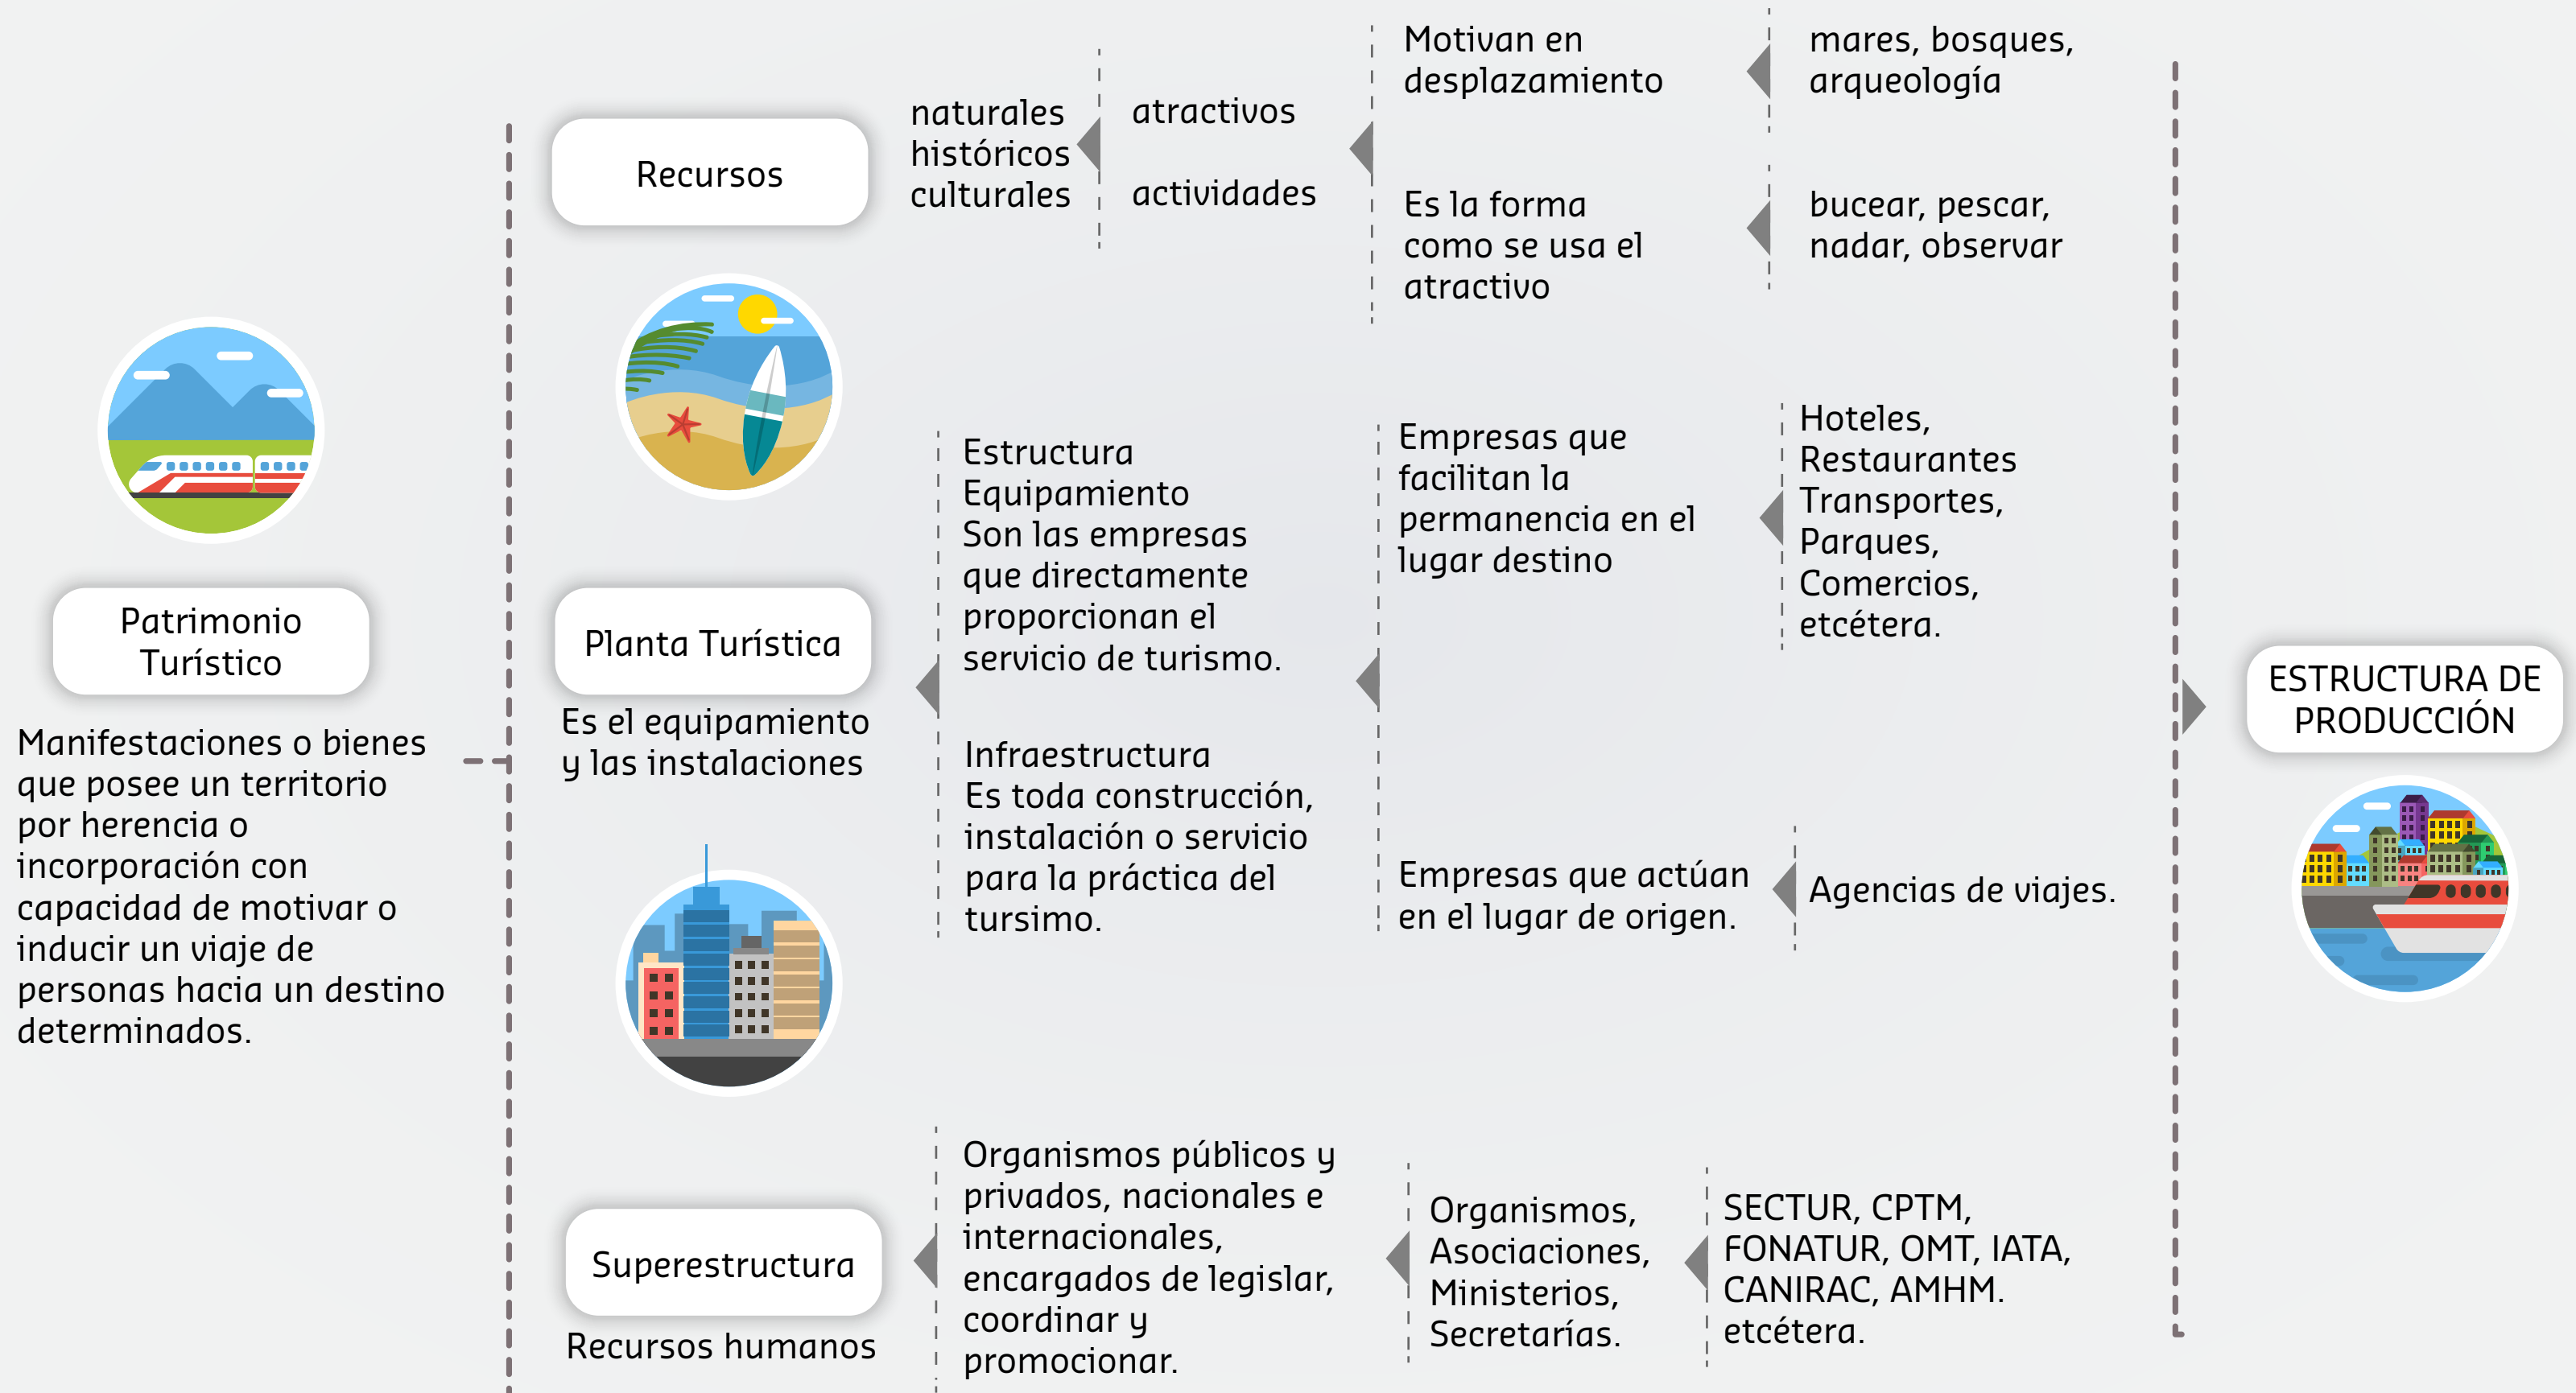 Patrimonio
Turístico
Manifestaciones o bienes
que posee un territorio
por herencia o
incorporación con
capacidad de motivar o
inducir un viaje de
personas hacia un destino
determinados.
Recursos
naturales
históricos
culturales
atractivos
actividades
Motivan en
desplazamiento
mares, bosques,
arqueología
Es la forma
como se usa el
atractivo
bucear, pescar,
nadar, observar
Planta Turística
Es el equipamiento
y las instalaciones
Estructura
Equipamiento
Son las empresas
que directamente
proporcionan el
servicio de turismo.
Infraestructura
Es toda construcción,
instalación o servicio
para la práctica del
tursimo.
Empresas que
facilitan la
permanencia en el
lugar destino
Hoteles,
Restaurantes
Transportes,
Parques,
Comercios,
etcétera.
Empresas que actúan
en el lugar de origen.
Agencias de viajes.
Superestructura
Recursos humanos
Organismos públicos y
privados, nacionales e
internacionales,
encargados de legislar,
coordinar y
promocionar.
Organismos,
Asociaciones,
Ministerios,
Secretarías.
SECTUR, CPTM,
FONATUR, OMT, IATA,
CANIRAC, AMHM.
etcétera.
ESTRUCTURA DE
PRODUCCIÓN